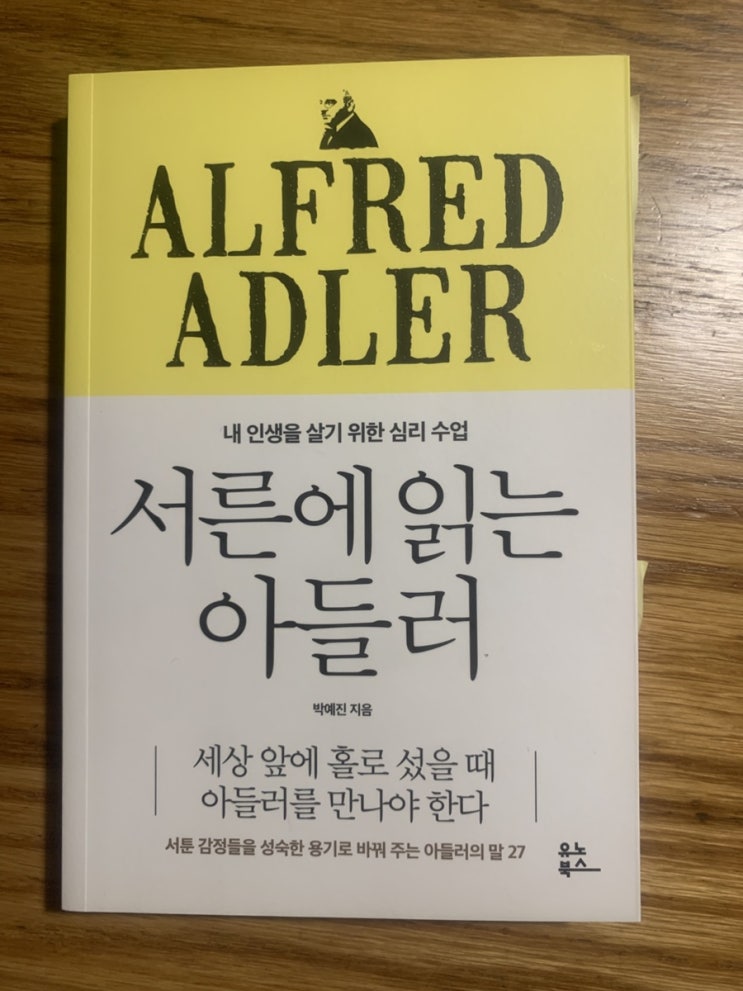 ALFRED
ADLER
내 인생을 살기 위한 심리 수업
서른에 읽는
아들러
박예진 지음
세상 앞에 홀로 섰을 때
아들러를 만나야 한다
서툰 감정들을 성숙한 용기로 바꿔 주는 아들러의 말 27
유노
북스